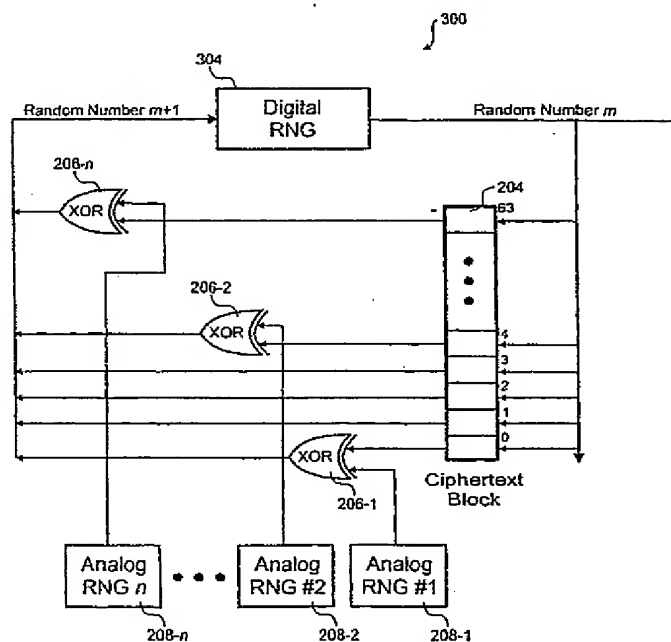 300
304
Random Number m+1
Digital
RNG
Random Number m
206-n
XOR
204
63
206-2
XOR
4
3
2
1
0
XOR
206-1
Ciphertext
Block
Analog
RNG n
Analog
RNG #2
Analog
RNG #1
208-n
208-2
208-1